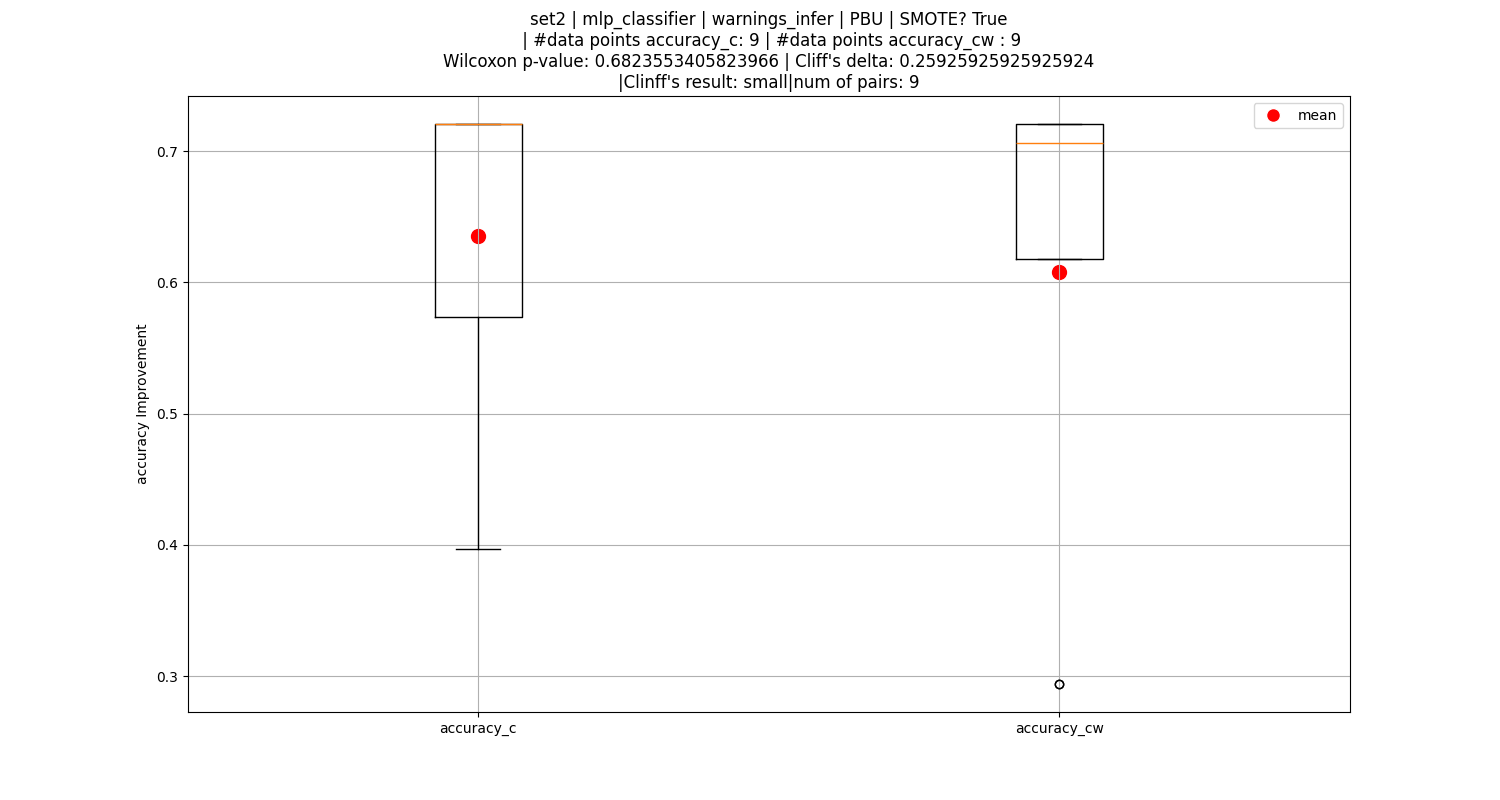 set2 | mlp_classifier | warnings_infer | PBU | SMOTE? True
| #data points accuracy_c: 9 | #data points accuracy_cw : 9
Wilcoxon p-value: 0.6823553405823966 | Cliff's delta: 0.25925925925925924
|Clinff's result: small|num of pairs: 9
mean
0.7
0.6
0.5
0.4
0.3
accuracy Improvement
accuracy_c
accuracy_cw